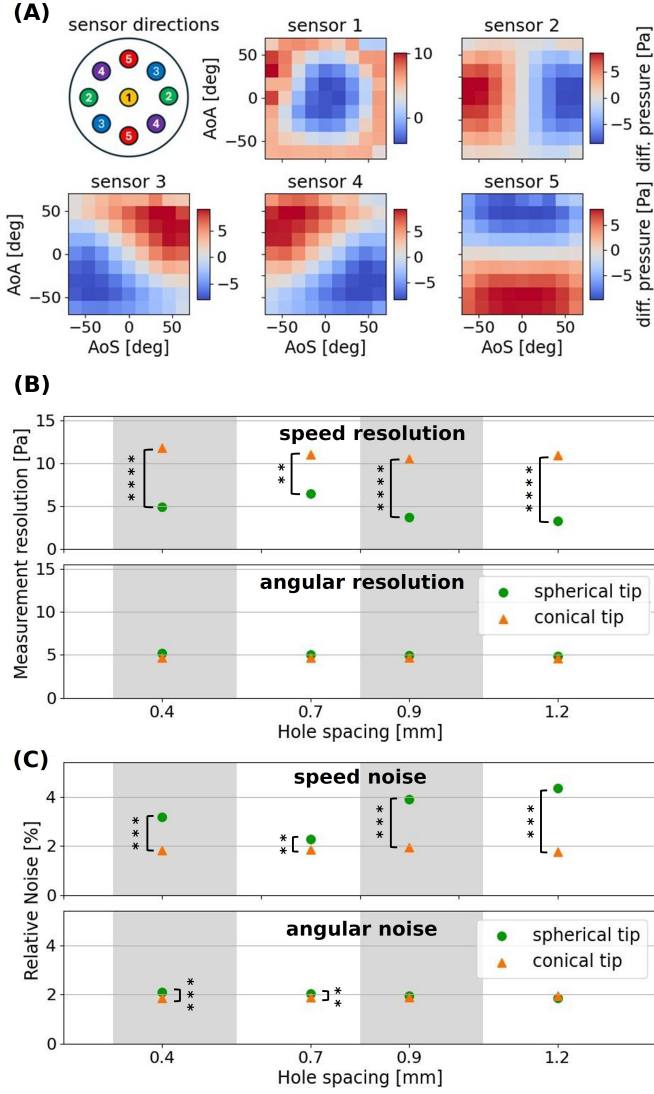 (A)
sensor directions
sensor 1
sensor 2
5
4
3
2
1
2
3
4
5
AoA [deg]
50
0
−50
10
0
5
0
−5
diff. pressure [Pa]
sensor 3
sensor 4
sensor 5
AoA [deg]
50
0
−50
5
0
−5
5
0
−5
5
0
−5
diff. pressure [Pa]
−50 0 50
−50 0 50
−50 0 50
AoS [deg]
AoS [deg]
AoS [deg]
(B)
Measurement resolution [Pa]
15
10
5
0
speed resolution
****
**
****
****
15
10
5
0
angular resolution
spherical tip
conical tip
0.4 0.7 0.9 1.2
Hole spacing [mm]
(C)
Relative Noise [%]
4
2
0
speed noise
***
**
***
***
4
2
0
angular noise
spherical tip
conical tip
***
**
0.4 0.7 0.9 1.2
Hole spacing [mm]